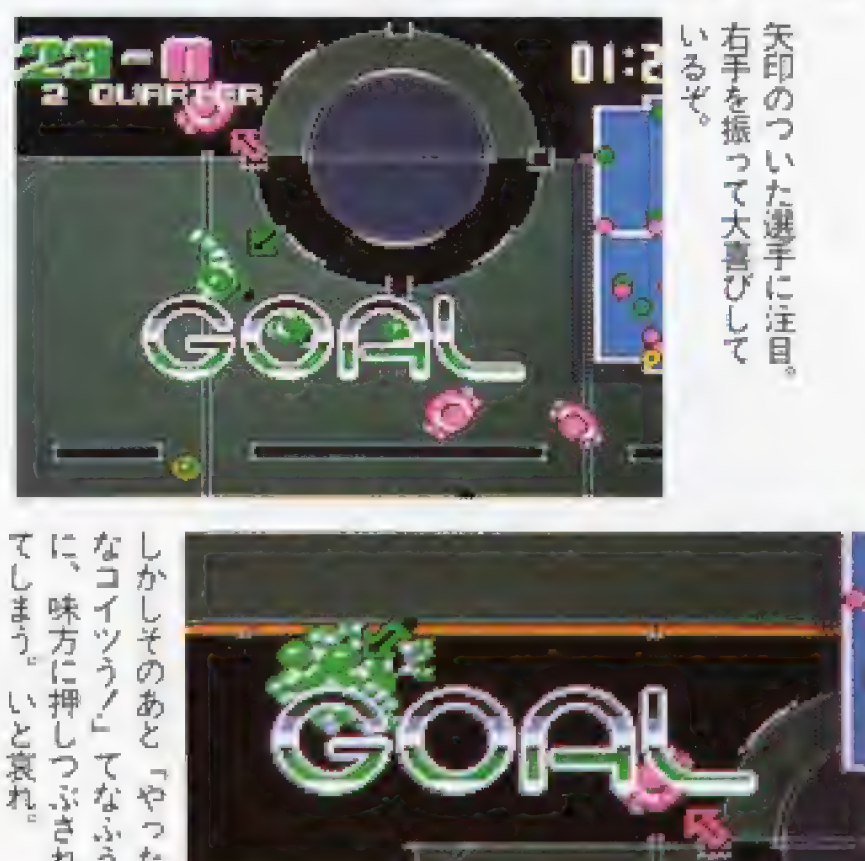 23-0
2 QUARTER
01:2
GOAL
矢印のついた選手に注目。
右手を振って大喜びして
いるぞ。
GOAL
しかしそのあと「やった
なコイツう!」てなふう
に、味方に押しつぶされ
てしまう。いと哀れ。